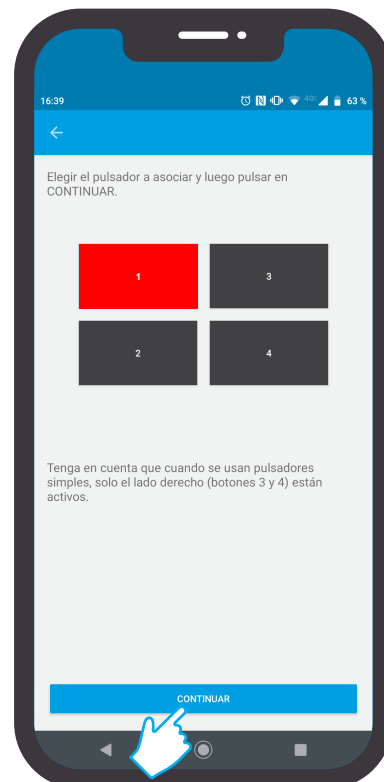 16:39
4G 63 %
Elegir el pulsador a asociar y luego pulsar en
CONTINUAR.
1
3
2
4
Tenga en cuenta que cuando se usan pulsadores
simples, solo el lado derecho (botones 3 y 4) están
activos.
CONTINUAR